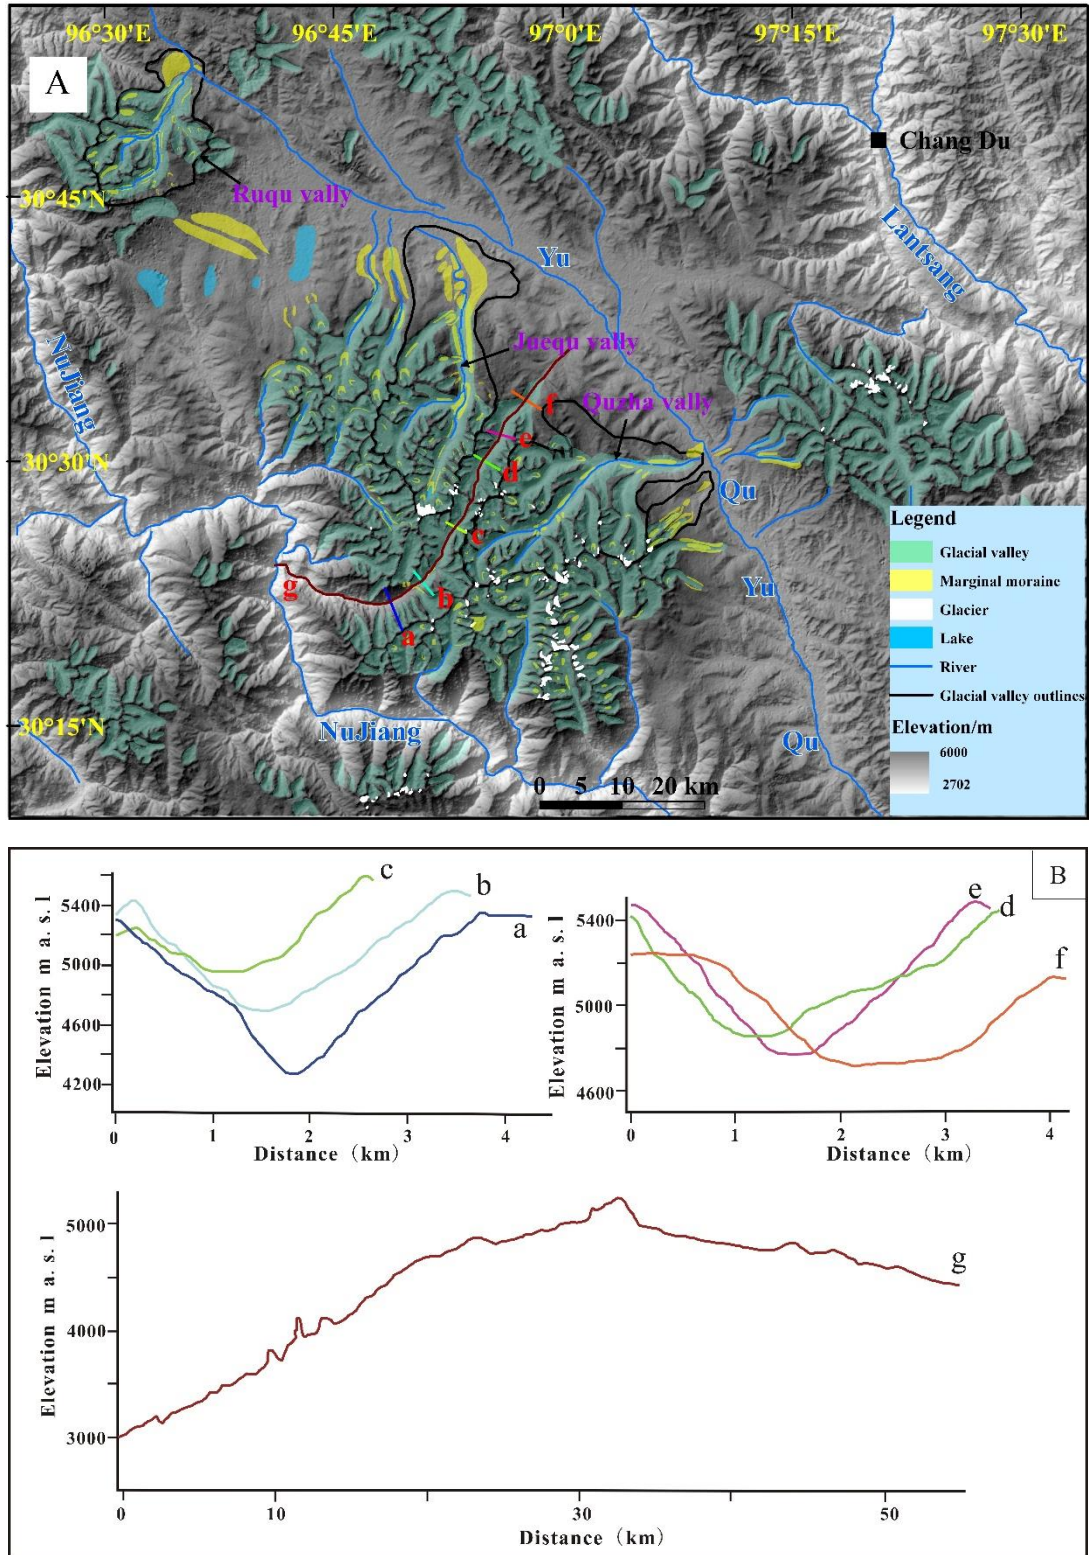 96°30'E 96°45'E 97°0'E 97°15'E 97°30'E
A
Chang Du
Ruqu vally
30°45'N
Yu
Lantsang
NuJiang
Juequ vally
Quzha vally
f
e
30°30'N
d
Qu
Legend
Glacial valley
c
Marginal moraine
g
Yu
b
Glacier
a
Lake
River
Glacial valley outlines
30°15'N
NuJiang
Elevation/m
Qu
6000
0 5 10 20 km
2702
B
c
b
a
5400
5000
4600
4200
Elevation m a. s. l
0 1 2 3 4
Distance (km)
e
d
f
5400
5000
4600
Elevation m a. s. l
0 1 2 3 4
Distance (km)
5000
4000
3000
Elevation m a. s. l
g
0 10 30 50
Distance (km)